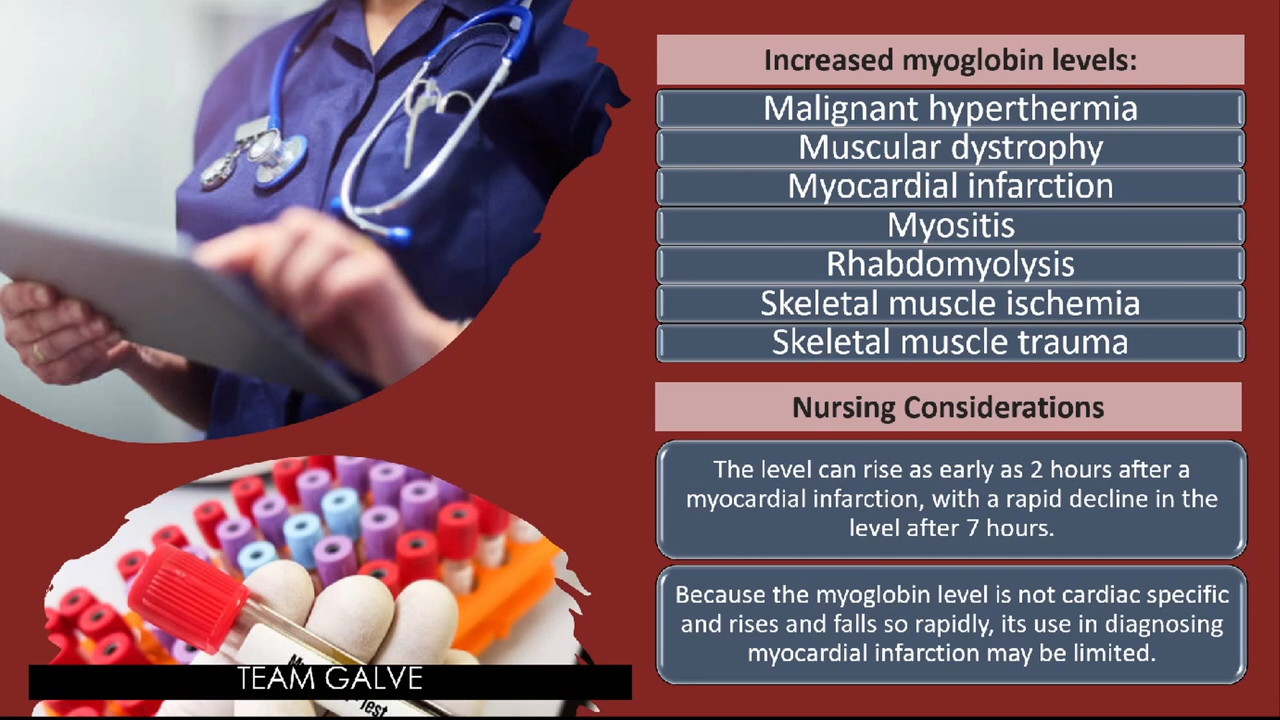 Increased myoglobin levels:
Malignant hyperthermia
Muscular dystrophy
Myocardial infarction
Myositis
Rhabdomyolysis
Skeletal muscle ischemia
Skeletal muscle trauma
Nursing Considerations
The level can rise as early as 2 hours after a
myocardial infarction, with a rapid decline in the
level after 7 hours.
Because the myoglobin level is not cardiac specific
and rises and falls so rapidly, its use in diagnosing
myocardial infarction may be limited.
TEAM GALVE